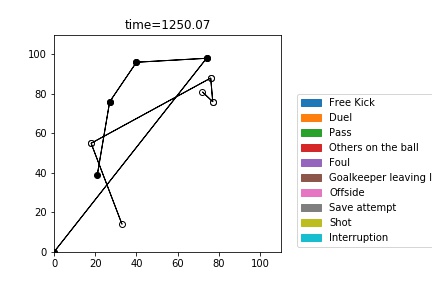 time=1250.07
100
80
60
40
20
0
0 20 40 60 80 100
Free Kick
Duel
Pass
Others on the ball
Foul
Goalkeeper leaving l
Offside
Save attempt
Shot
Interruption